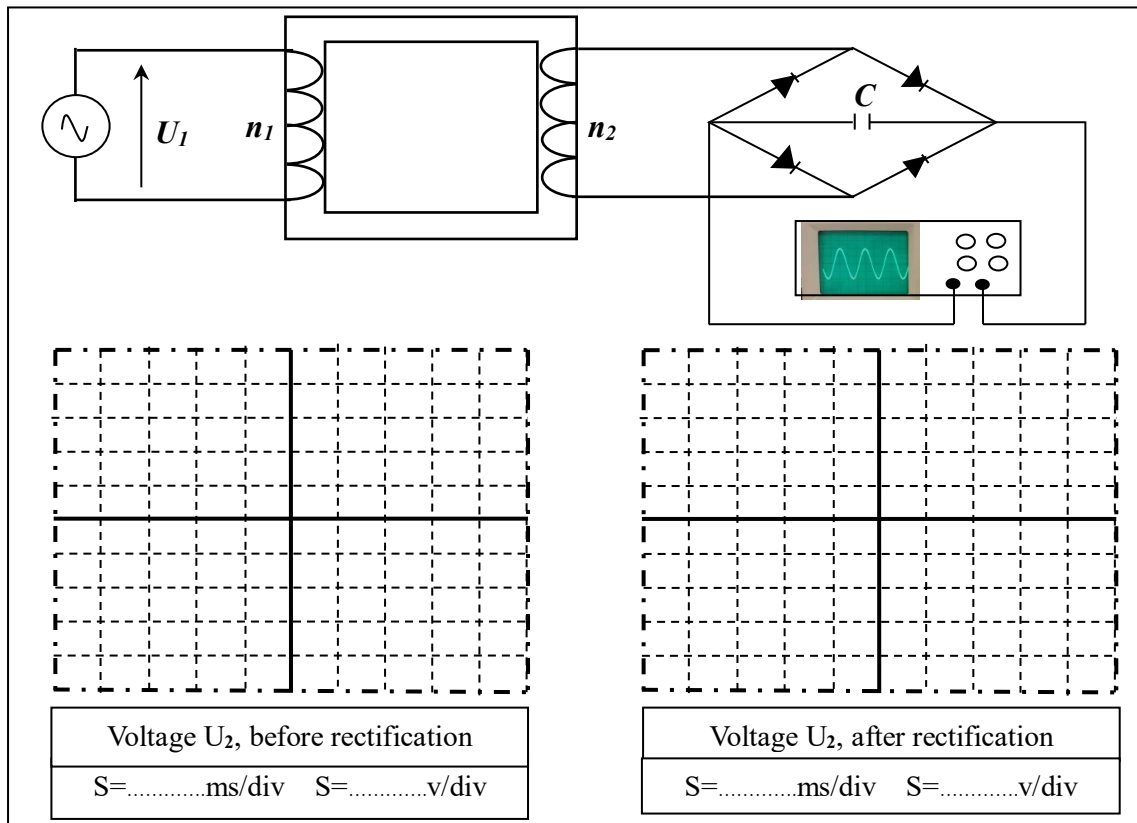 U1 n1 n2 C
Voltage U2, before rectification
S=.............ms/div S=.............v/div
Voltage U2, after rectification
S=.............ms/div S=.............v/div